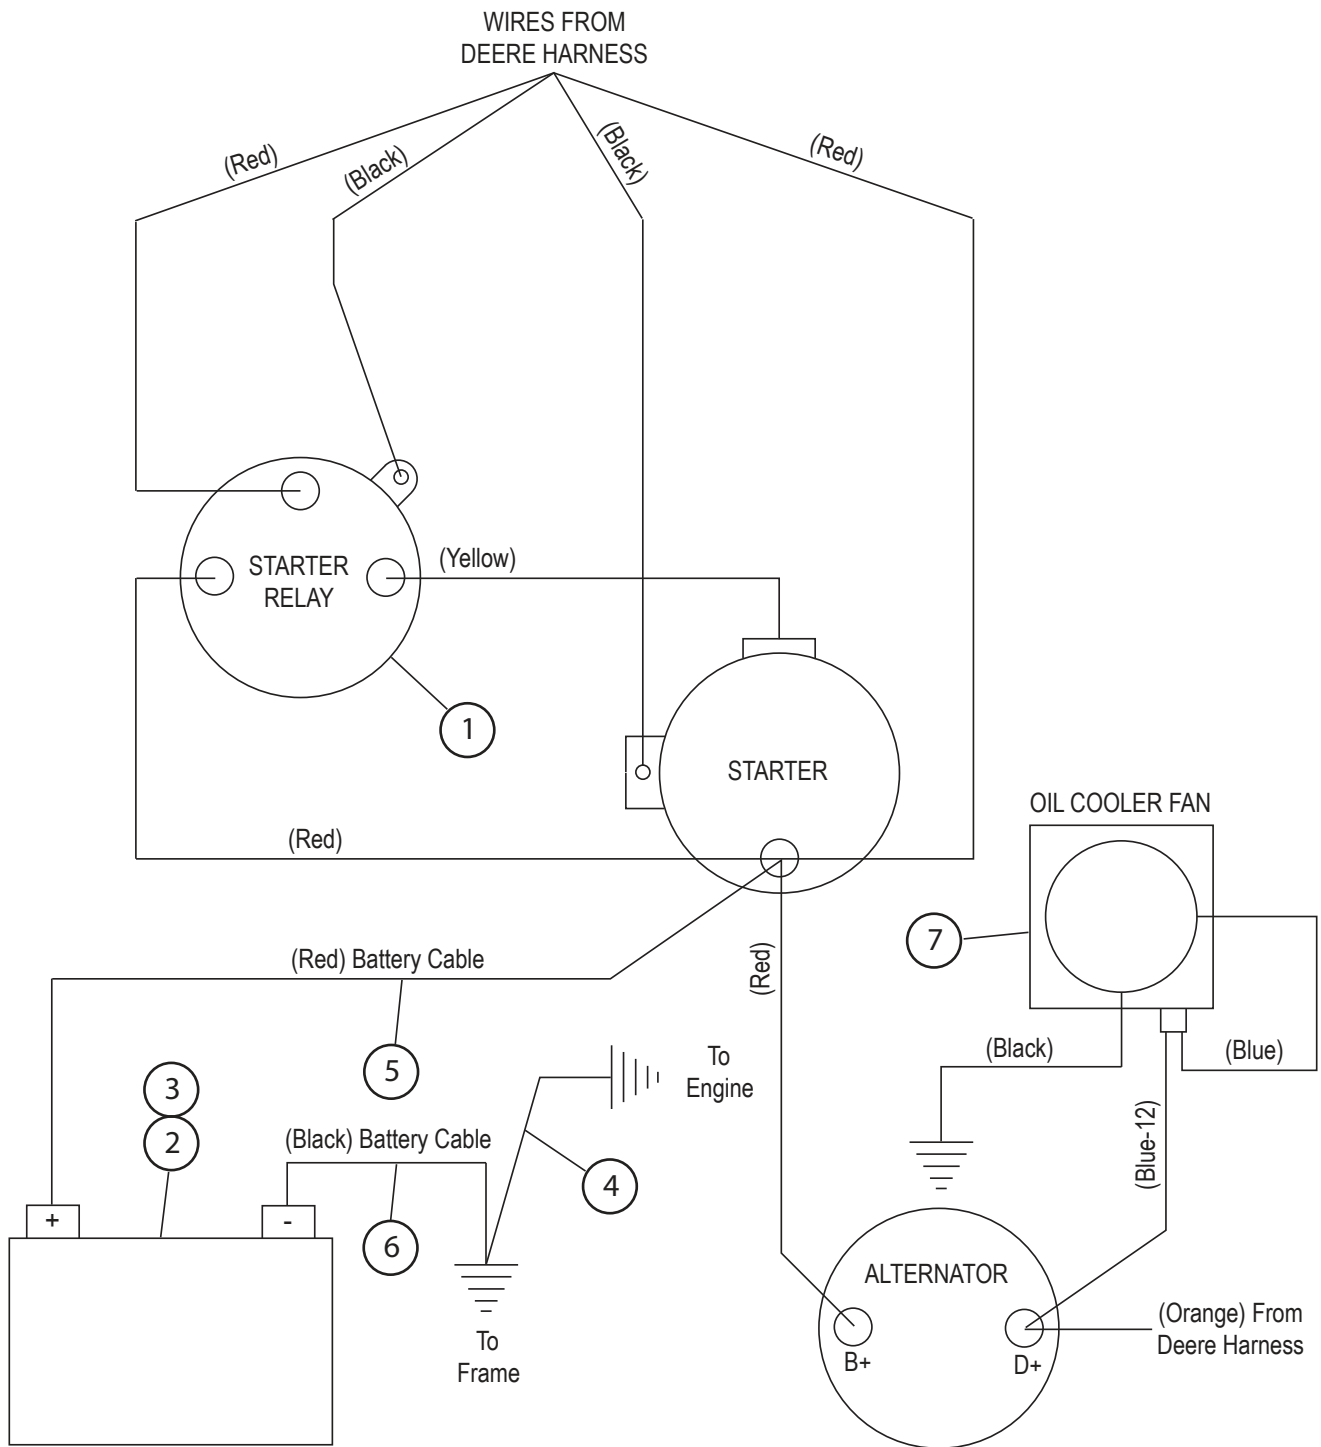 WIRES FROM
DEERE HARNESS
(Red)
(Black)
(Black)
(Red)
STARTER
RELAY
(Yellow)
1
STARTER
(Red)
OIL COOLER FAN
7
(Red) Battery Cable
(Red)
5
To
Engine
(Black)
(Blue)
3
2
(Black) Battery Cable
4
(Blue-12)
+
-
6
To
Frame
ALTERNATOR
B+
D+
(Orange) From
Deere Harness